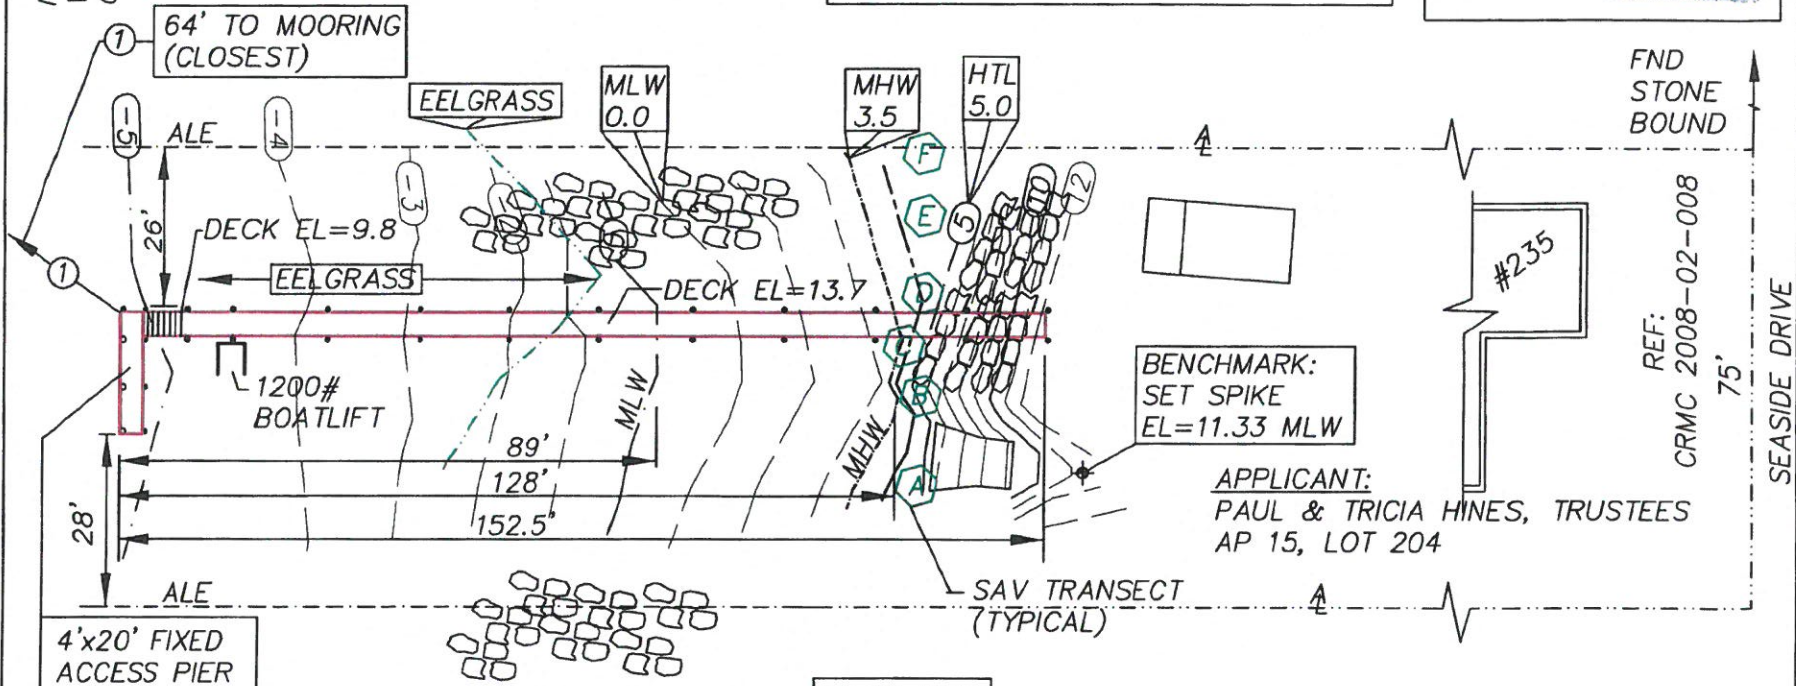 64' TO MOORING
(CLOSEST)
1
EELGRASS
MLW
0.0
MHW
3.5
HTL
5.0
FND
STONE
BOUND
-5
ALE
-4
-3
26'
DECK EL=9.8
EELGRASS
DECK EL=13.7
F
E
D
C
B
A
5
10
12
#235
REF:
CRMC 2008-02-008
75'
SEASIDE DRIVE
1
1200#
BOATLIFT
MLW
MHW
BENCHMARK:
SET SPIKE
EL=11.33 MLW
89'
128'
152.5'
28'
APPLICANT:
PAUL & TRICIA HINES, TRUSTEES
AP 15, LOT 204
ALE
SAV TRANSECT
(TYPICAL)
4'x20' FIXED
ACCESS PIER